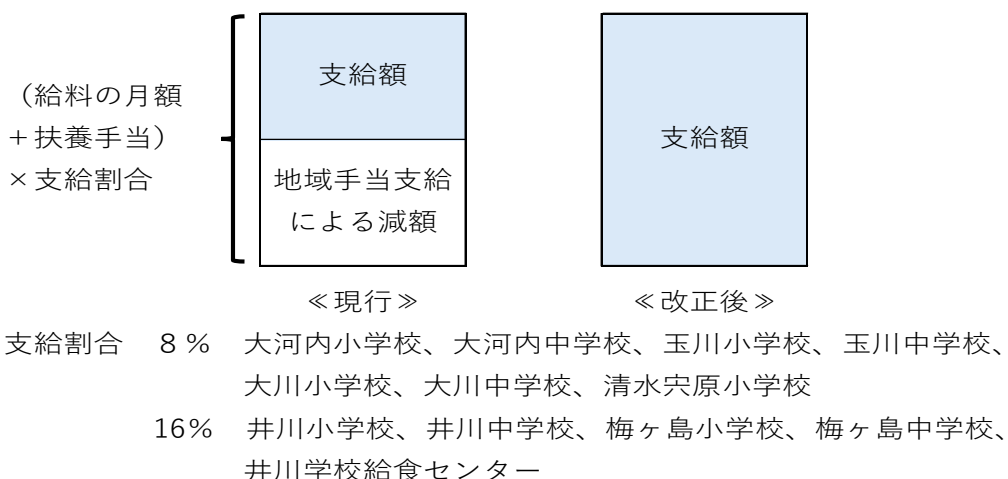 支給額
（給料の月額
＋扶養手当）
×支給割合
地域手当支給
による減額
支給額
≪現行≫
≪改正後≫
支給割合　８％　大河内小学校、大河内中学校、玉川小学校、玉川中学校、
大川小学校、大川中学校、清水宍原小学校
16%　井川小学校、井川中学校、梅ヶ島小学校、梅ヶ島中学校、
井川学校給食センター